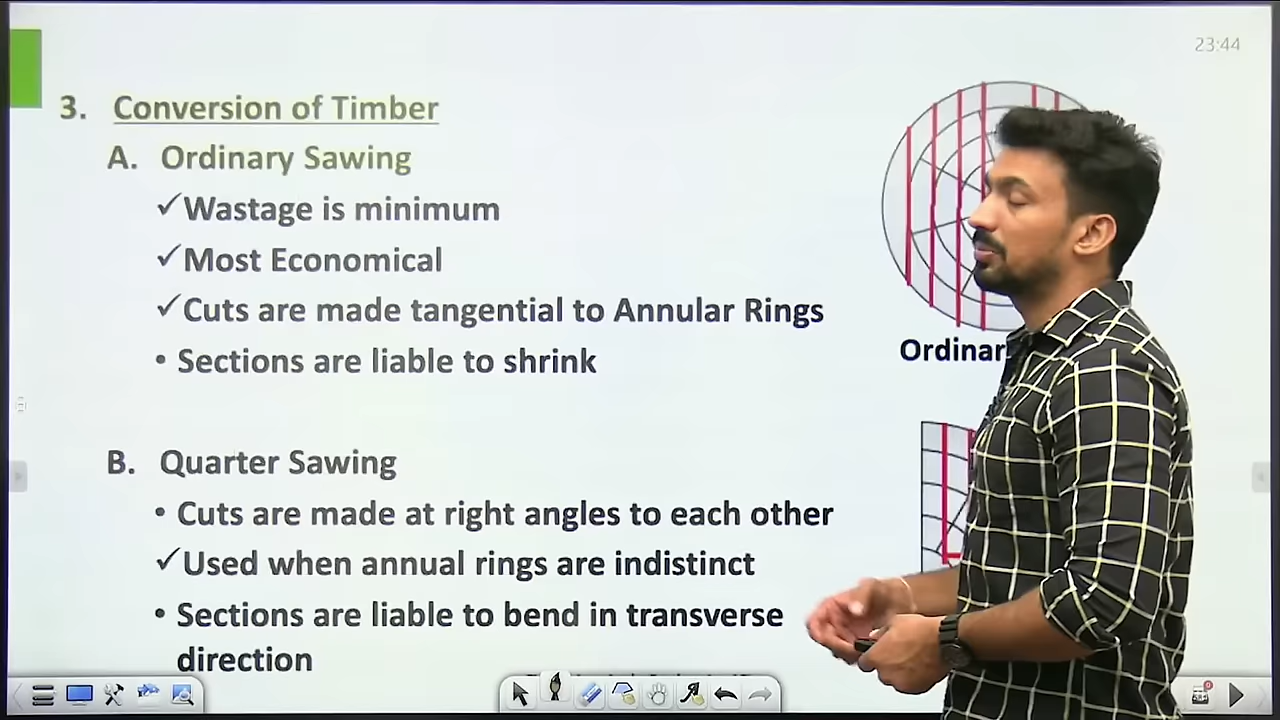 23:44
3. Conversion of Timber
A. Ordinary Sawing
✓Wastage is minimum
✓Most Economical
✓Cuts are made tangential to Annular Rings
• Sections are liable to shrink
B. Quarter Sawing
• Cuts are made at right angles to each other
✓Used when annual rings are indistinct
• Sections are liable to bend in transverse
direction